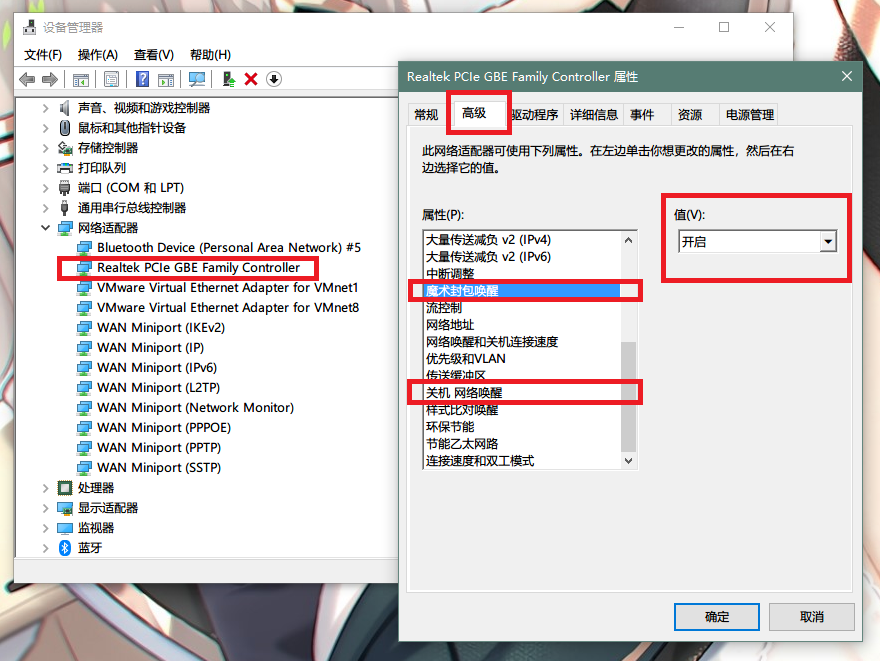 设备管理器
文件(F) 操作(A) 查看(V) 帮助(H)
声音、视频和游戏控制器
鼠标和其他指针设备
存储控制器
打印队列
端口 (COM 和 LPT)
通用串行总线控制器
网络适配器
Bluetooth Device (Personal Area Network) #5
Realtek PCIe GBE Family Controller
VMware Virtual Ethernet Adapter for VMnet1
VMware Virtual Ethernet Adapter for VMnet8
WAN Miniport (IKEv2)
WAN Miniport (IP)
WAN Miniport (IPv6)
WAN Miniport (L2TP)
WAN Miniport (Network Monitor)
WAN Miniport (PPPOE)
WAN Miniport (PPTP)
WAN Miniport (SSTP)
处理器
显示适配器
监视器
蓝牙
Realtek PCIe GBE Family Controller 属性
常规 高级 驱动程序 详细信息 事件 资源 电源管理
此网络适配器可使用下列属性。在左边单击你想更改的属性，然后在右
边选择它的值。
属性(P):
大量传送减负 v2 (IPv4)
大量传送减负 v2 (IPv6)
中断调整
魔术封包唤醒
流控制
网络地址
网络唤醒和关机连接速度
优先级和VLAN
传送缓冲区
关机 网络唤醒
样式比对唤醒
环保节能
节能乙太网路
连接速度和双工模式
值(V):
开启
确定 取消